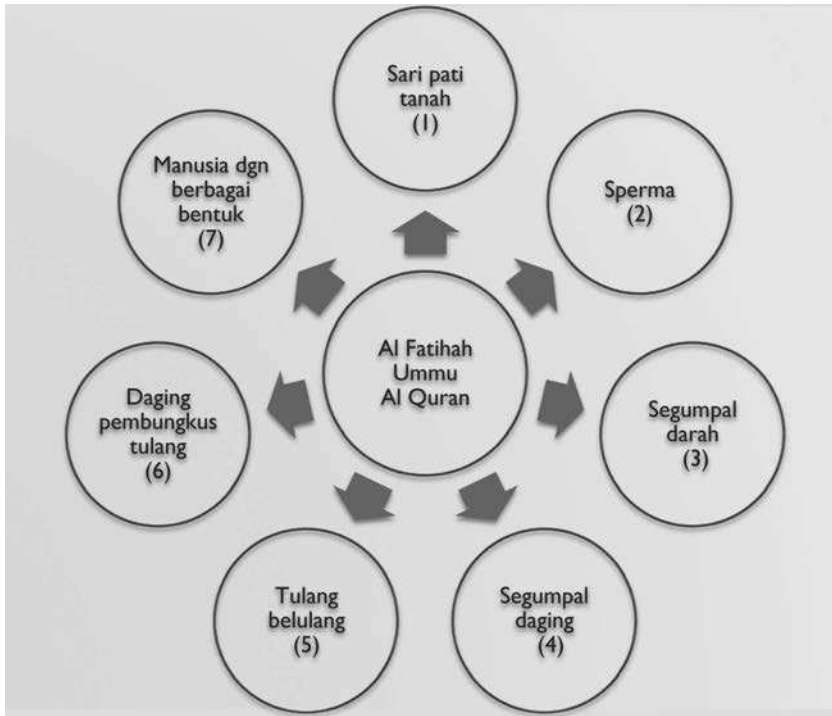 Sari pati
tanah
(1)
Sperma
(2)
Segumpal
darah
(3)
Segumpal
daging
(4)
Tulang
belulang
(5)
Daging
pembungkus
tulang
(6)
Manusia dgn
berbagai
bentuk
(7)
Al Fatihah
Ummu
Al Quran